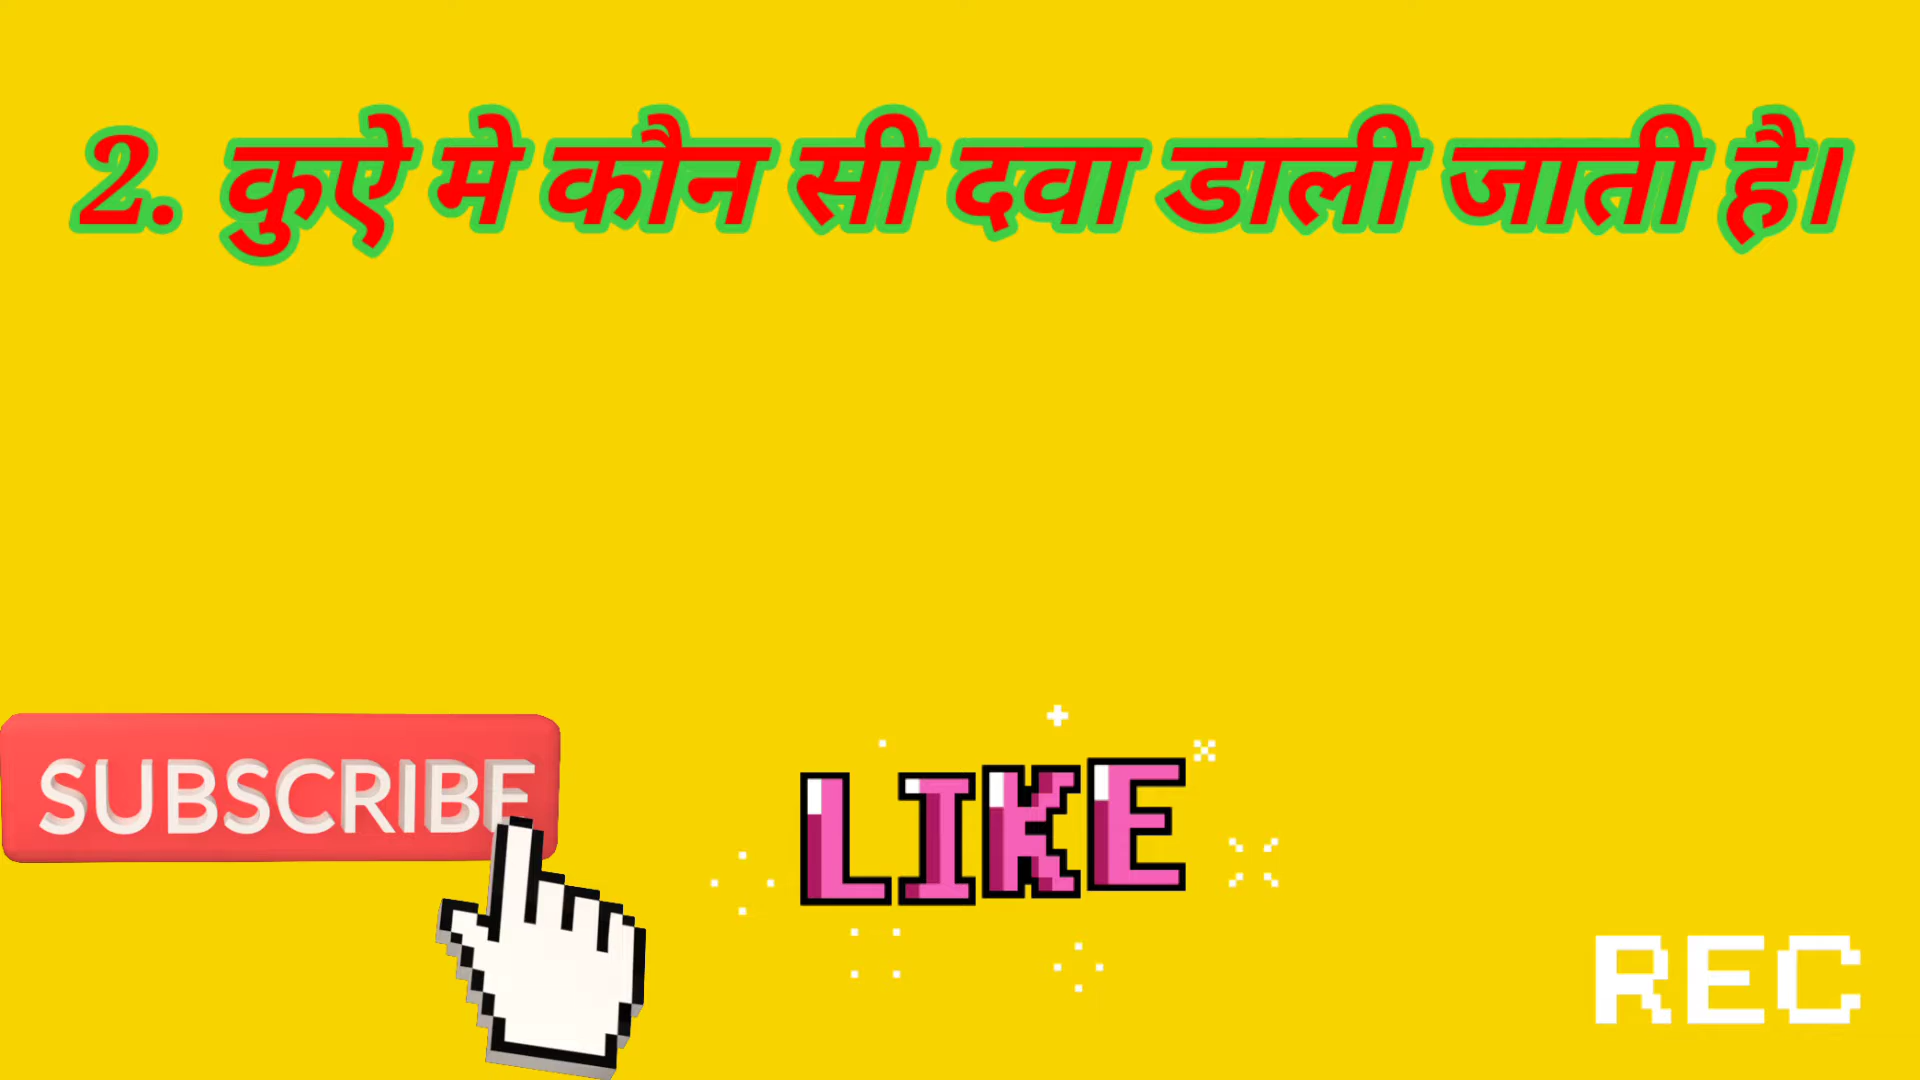 2. कुऐ मे कौन सी दवा डाली जाती है।
SUBSCRIBE
LIKE
REC